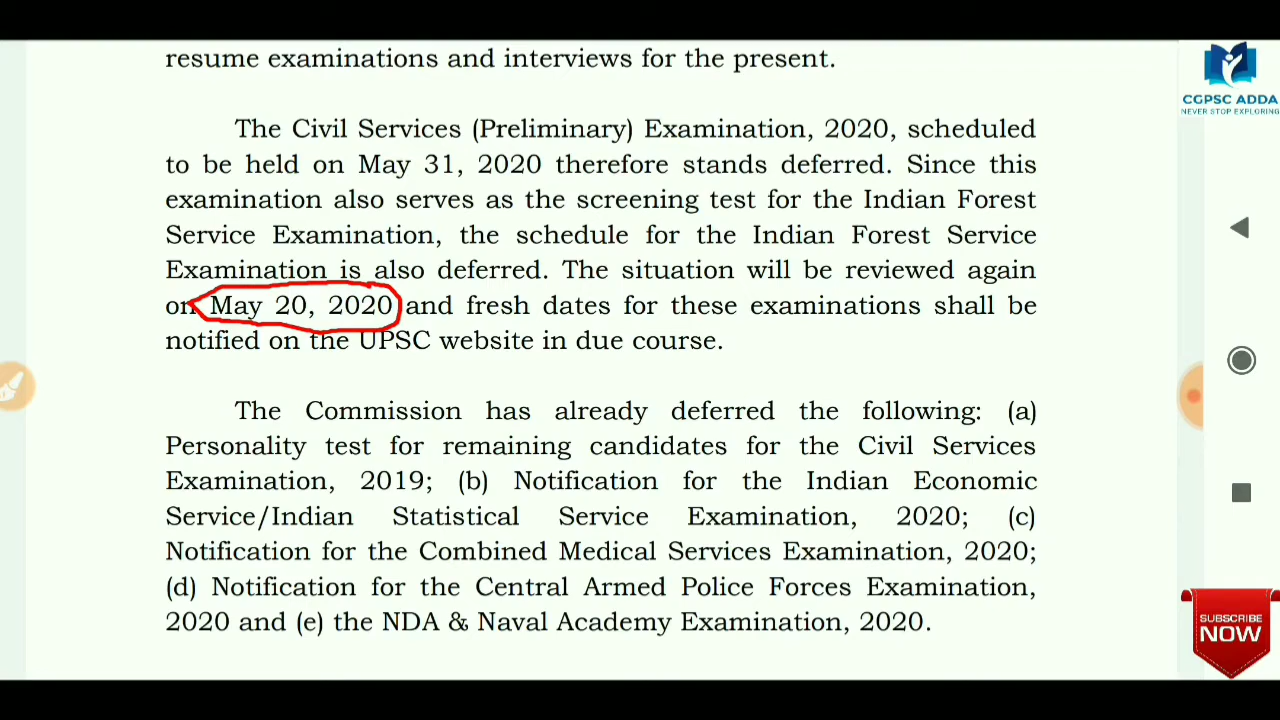 resume examinations and interviews for the present.
The Civil Services (Preliminary) Examination, 2020, scheduled
to be held on May 31, 2020 therefore stands deferred. Since this
examination also serves as the screening test for the Indian Forest
Service Examination, the schedule for the Indian Forest Service
Examination is also deferred. The situation will be reviewed again
on May 20, 2020 and fresh dates for these examinations shall be
notified on the UPSC website in due course.
The Commission has already deferred the following: (a)
Personality test for remaining candidates for the Civil Services
Examination, 2019; (b) Notification for the Indian Economic
Service/Indian Statistical Service Examination, 2020; (c)
Notification for the Combined Medical Services Examination, 2020;
(d) Notification for the Central Armed Police Forces Examination,
2020 and (e) the NDA & Naval Academy Examination, 2020.
CGPSC ADDA
NEVER STOP EXPLORING
SUBSCRIBE
NOW